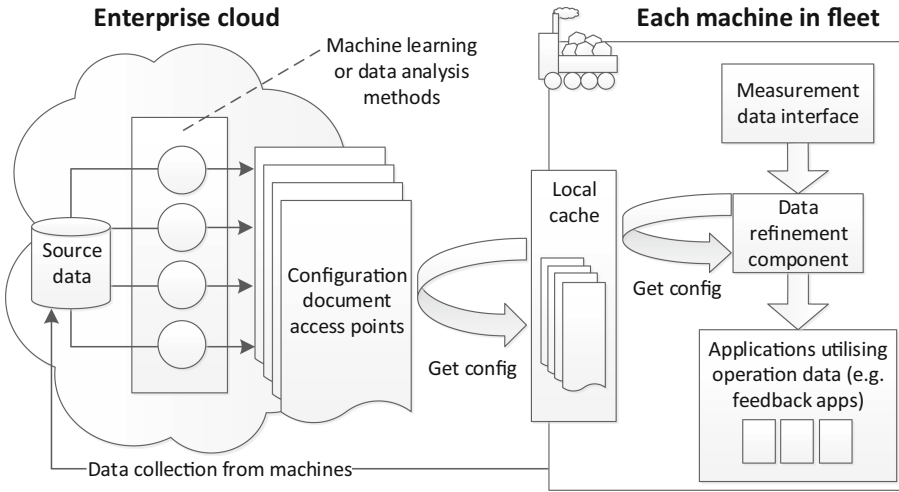 Enterprise cloud
Each machine in fleet
Machine learning
or data analysis
methods
Measurement
data interface
Local
cache
Source
data
Configuration
document
access points
Data
refinement
component
Get config
Get config
Applications utilising
operation data (e.g.
feedback apps)
Data collection from machines